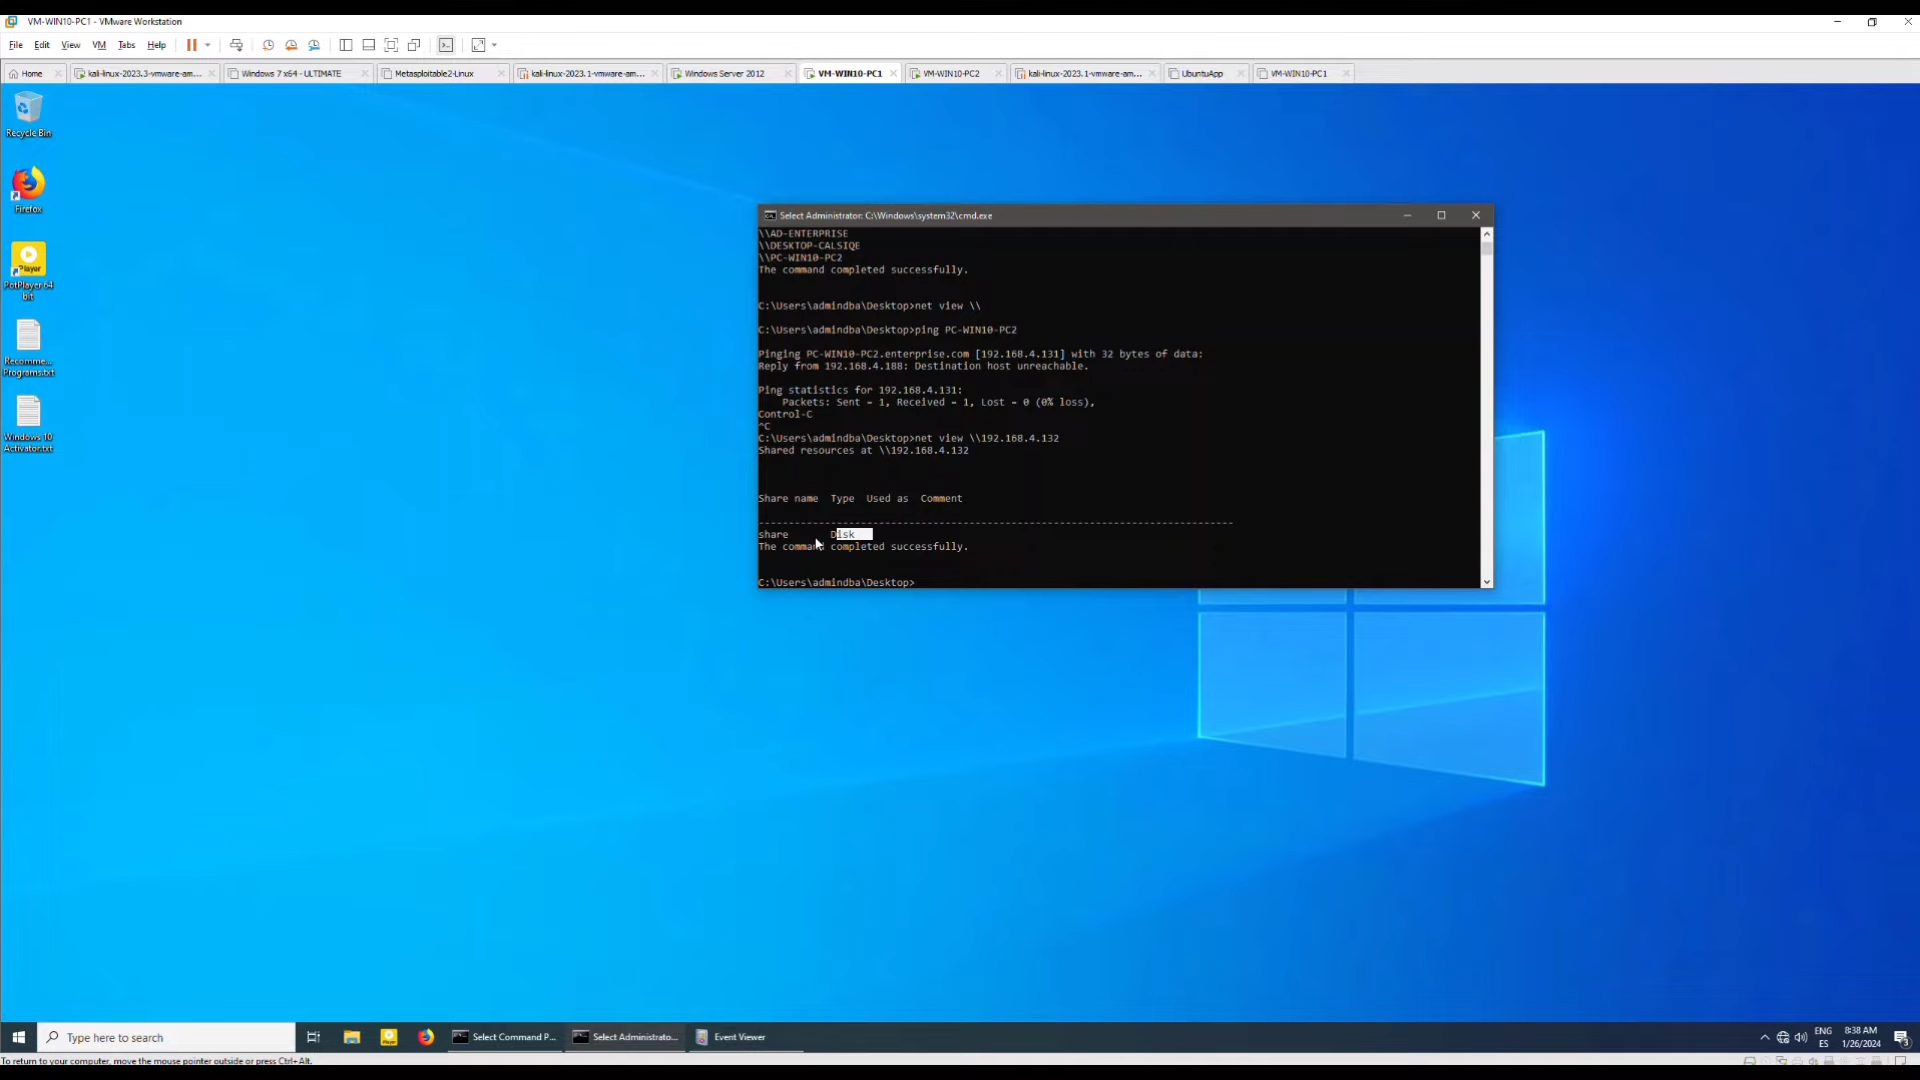 VM-WIN10-PC1 - VMware Workstation
File Edit View VM Tabs Help
Home kali-linux-2023.3-vmware-am... Windows 7 x64 - ULTIMATE Metasploitable2-Linux kali-linux-2023.1-vmware-am... Windows Server 2012 VM-WIN10-PC1 VM-WIN10-PC2 kali-linux-2023.1-vmware-am... UbuntuApp VM-WIN10-PC1
Recycle Bin
Firefox
Player
PotPlayer 64
bit
Recomme...
Programs.txt
Windows 10
Activator.txt
Select Administrator: C:\Windows\system32\cmd.exe
\\AD-ENTERPRISE
\\DESKTOP-CALSIQE
\\PC-WIN10-PC2
The command completed successfully.
C:\Users\admindba\Desktop>net view \\
C:\Users\admindba\Desktop>ping PC-WIN10-PC2
Pinging PC-WIN10-PC2.enterprise.com [192.168.4.131] with 32 bytes of data:
Reply from 192.168.4.188: Destination host unreachable.
Ping statistics for 192.168.4.131:
Packets: Sent = 1, Received = 1, Lost = 0 (0% loss),
Control-C
^C
C:\Users\admindba\Desktop>net view \\192.168.4.132
Shared resources at \\192.168.4.132
Share name Type Used as Comment
-------------------------------------------------------------------------------
share Disk
The command completed successfully.
C:\Users\admindba\Desktop>
Type here to search
Select Command P...
Select Administrato...
Event Viewer
ENG
ES
8:38 AM
1/26/2024
3
To return to your computer, move the mouse pointer outside or press Ctrl+Alt.